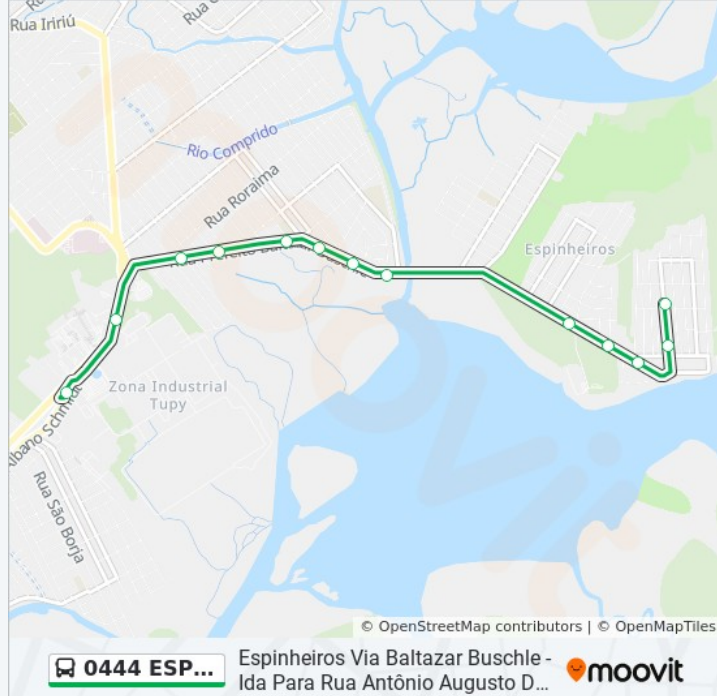 Rua Iririú
Rua
Rio Comprido
Rua Roraima
Espinheiros
Zona Industrial
Tupy
Albano Schmidt
Rua São Borja
© OpenStreetMap contributors | © OpenMapTiles
0444 ESP...
Espinheiros Via Baltazar Buschle -
Ida Para Rua Antônio Augusto D...
moovit